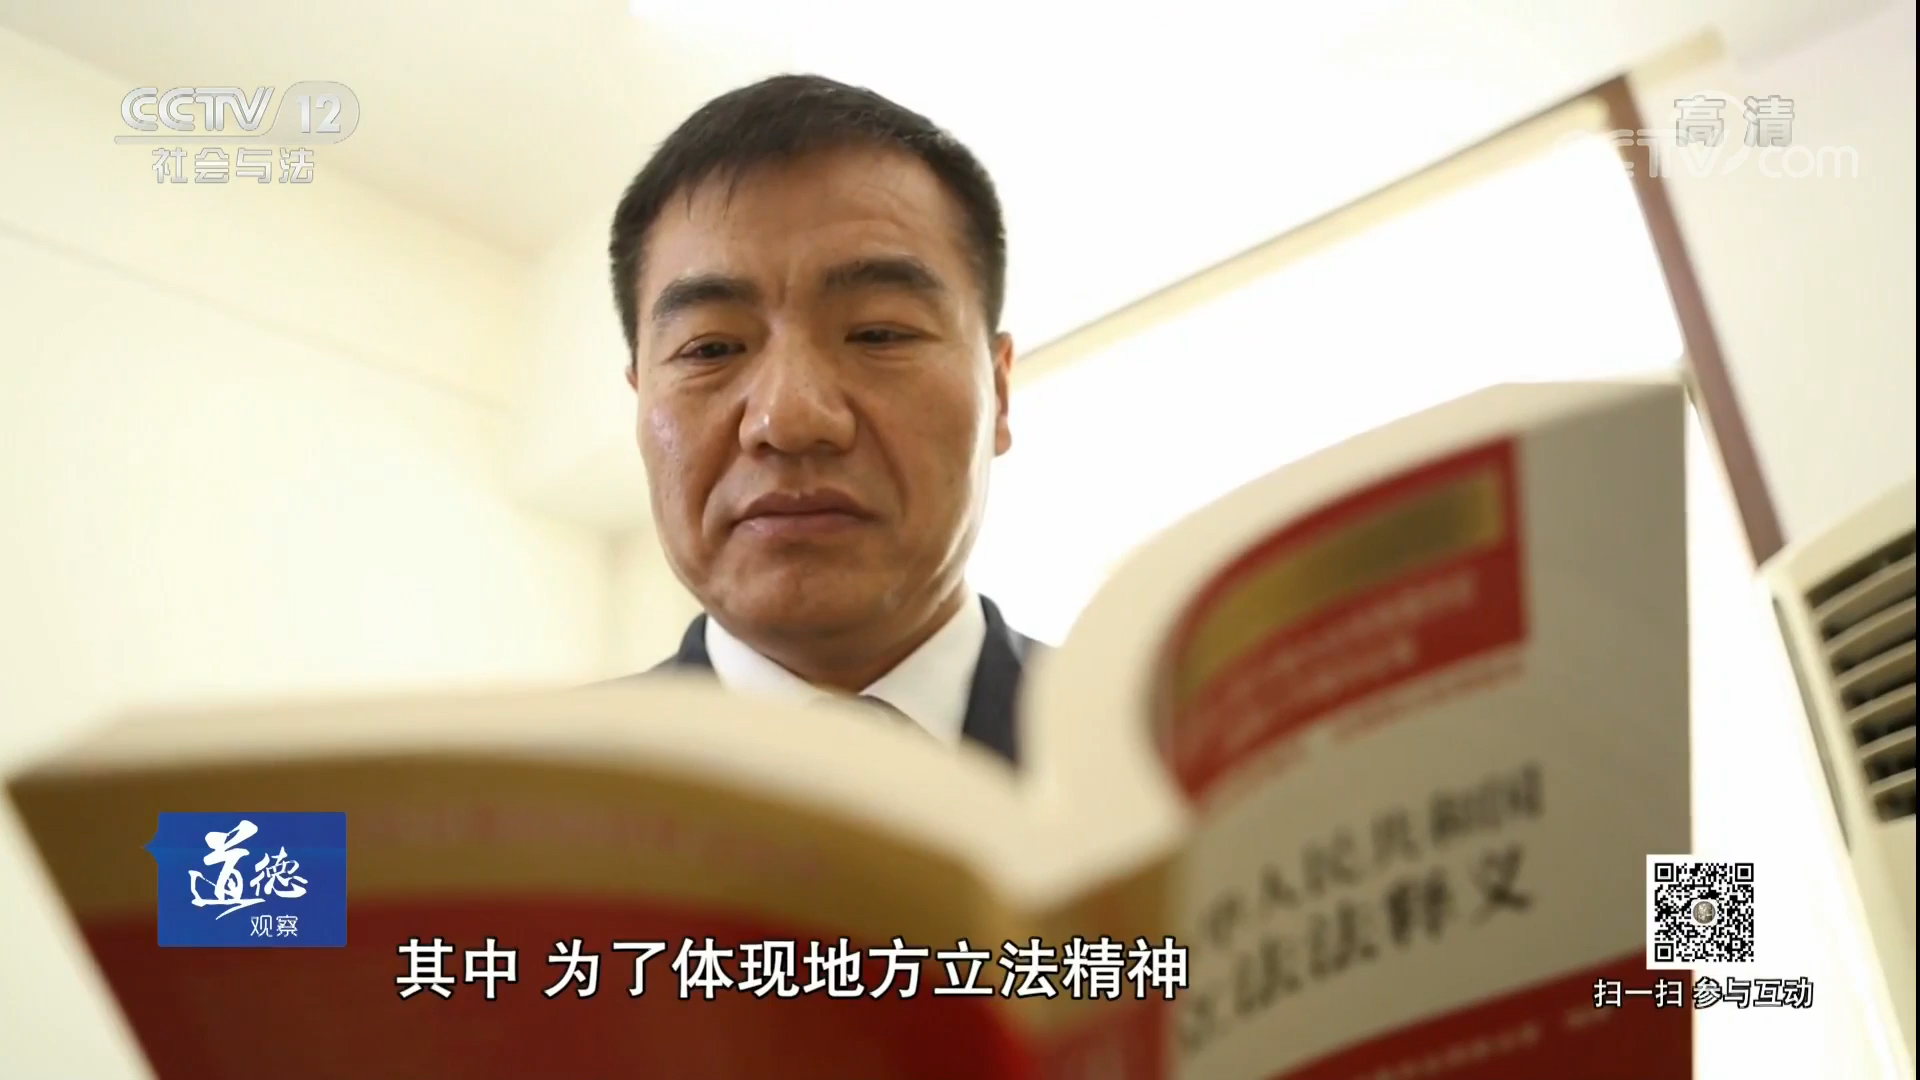 CCTV 12
社会与法
高清
CCTV.com
中华人民共和国
立法法释义
道德
观察
其中 为了体现地方立法精神
扫一扫 参与互动